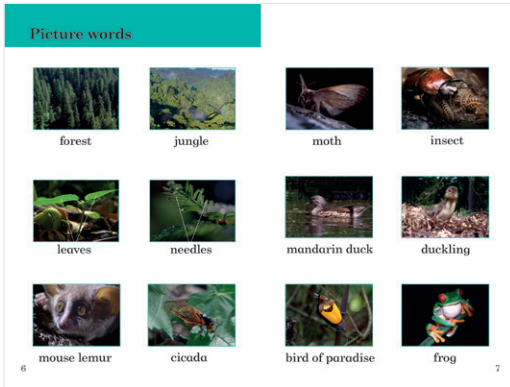 Picture words
forest
jungle
moth
insect
leaves
needles
mandarin duck
duckling
mouse lemur
cicada
bird of paradise
frog
6
7